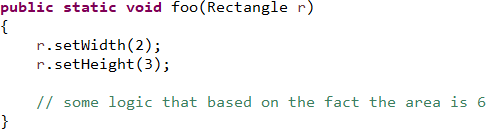 public static void foo(Rectangle r)
{
    r.setWidth(2);
    r.setHeight(3);
    // some logic that based on the fact the area is 6
}